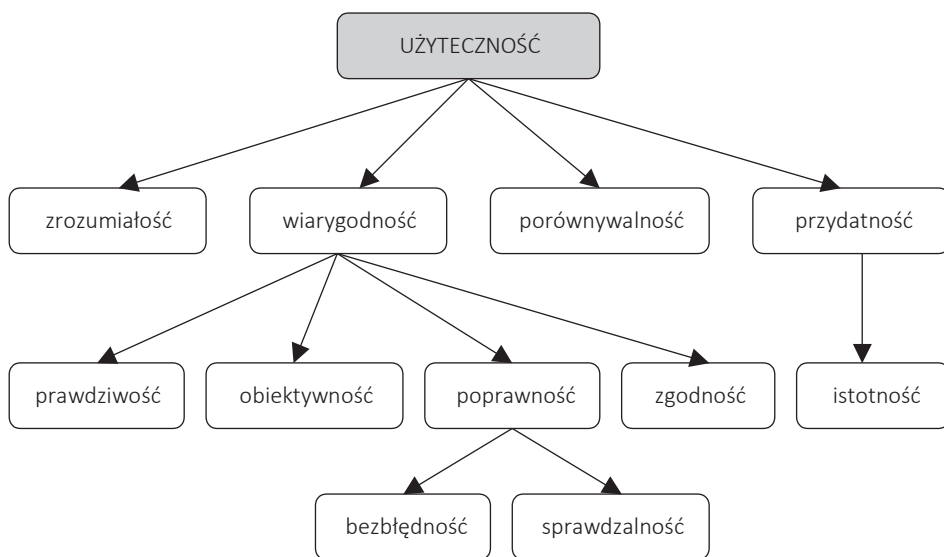 UŻYTECZNOŚĆ
zrozumiałość
wiarygodność
porównywalność
przydatność
prawdziwość
obiektywność
poprawność
zgodność
istotność
bezbłędność
sprawdzalność